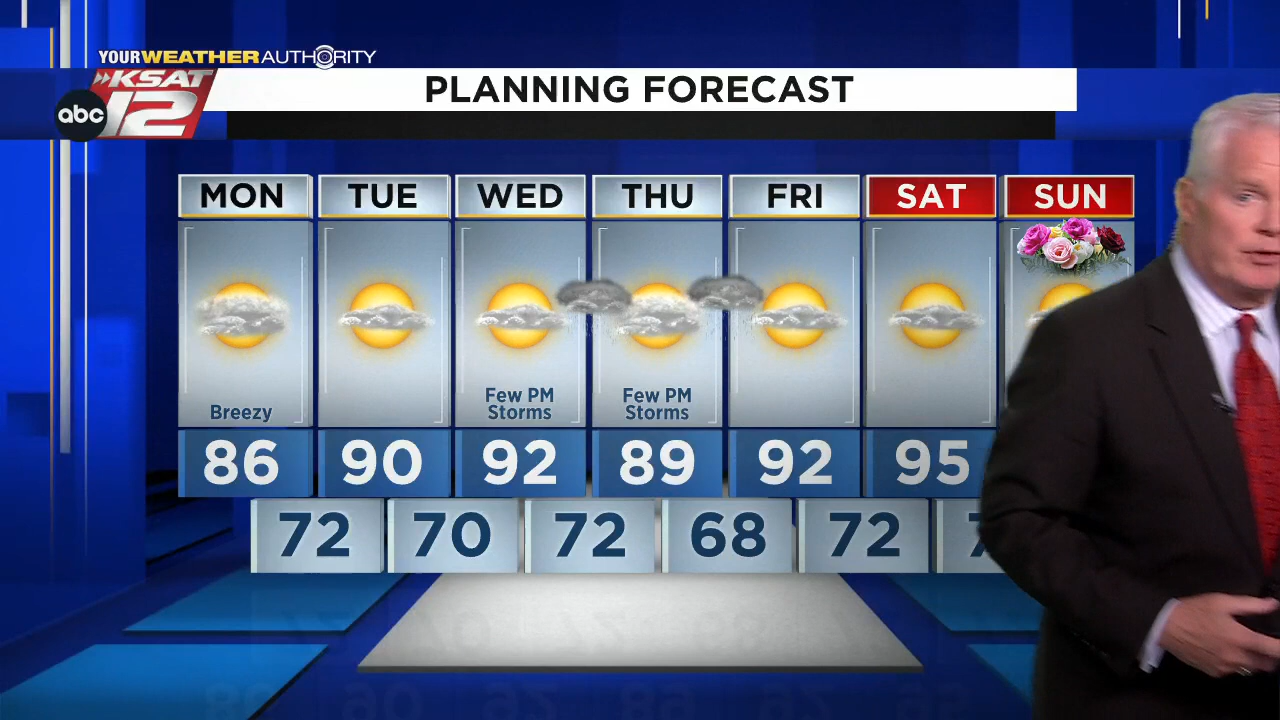 YOURWEATHERAUTHORITY
KSAT
abc 12
PLANNING FORECAST
MON TUE WED THU FRI SAT SUN
Breezy
Few PM
Storms
Few PM
Storms
86 90 92 89 92 95
72 70 72 68 72